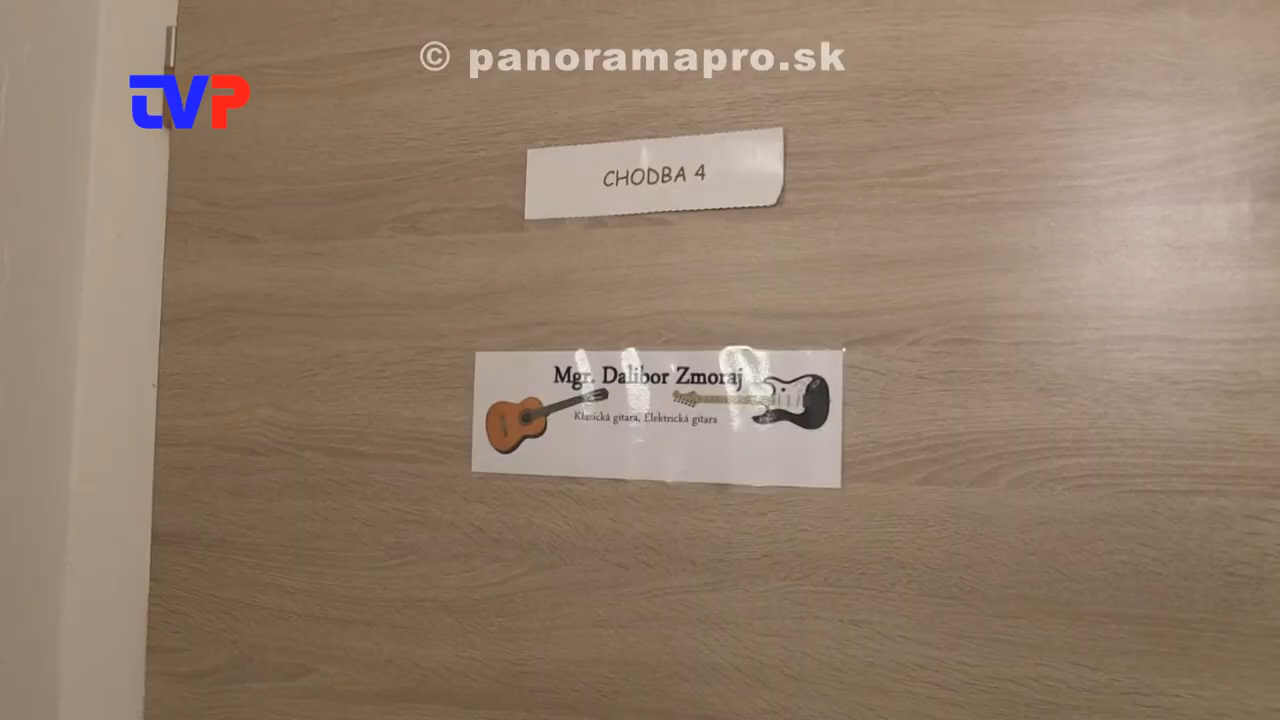 © panoramapro.sk
TVP
CHODBA 4
Mgr. Dalibor Zmoraj
Klasická gitara, Elektrická gitara